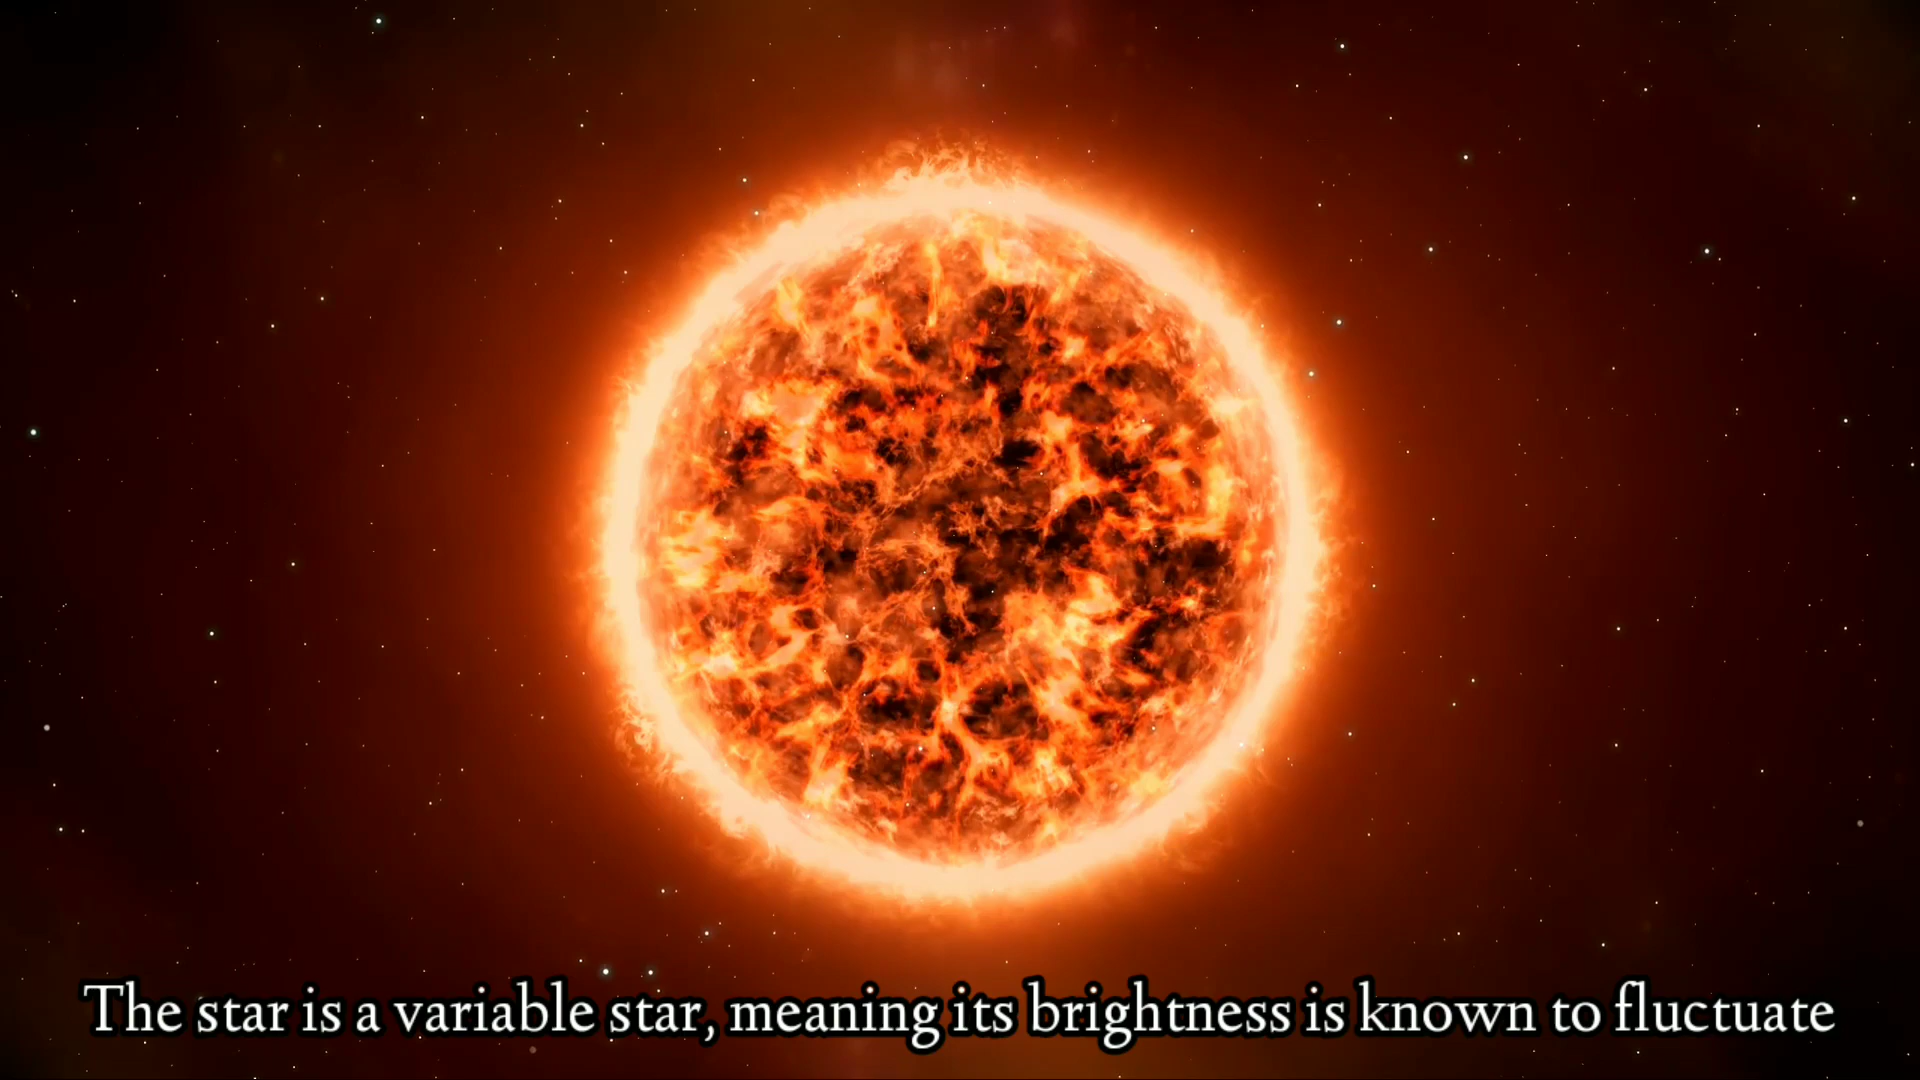 The star is a variable star, meaning its brightness is known to fluctuate